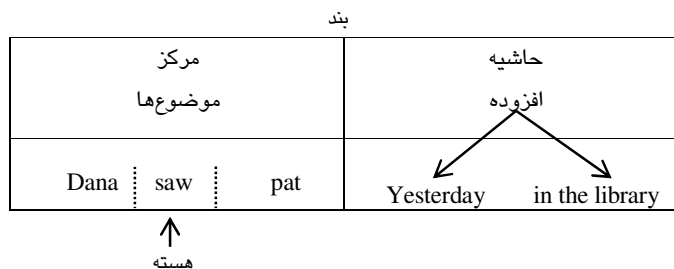 بند
مرکز حاشیه
موضوع‌ها افزوده
Dana saw pat Yesterday in the library
هسته